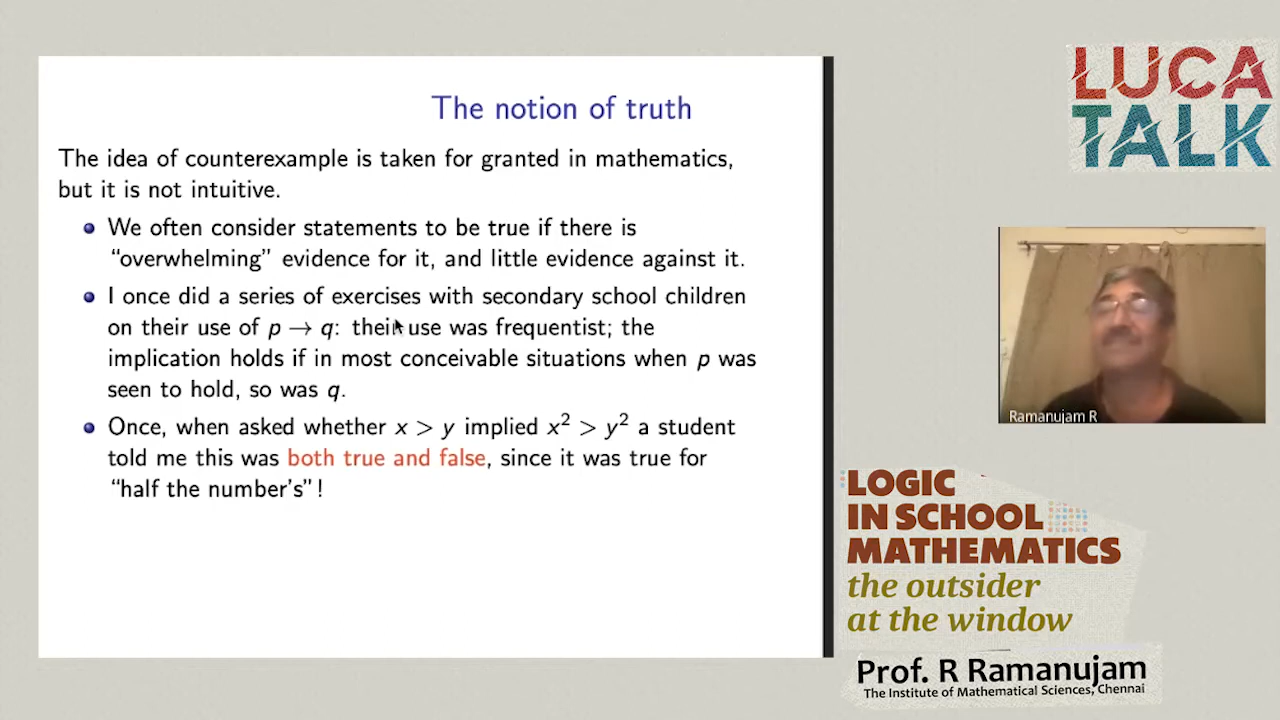 The notion of truth
The idea of counterexample is taken for granted in mathematics,
but it is not intuitive.
We often consider statements to be true if there is
“overwhelming” evidence for it, and little evidence against it.
I once did a series of exercises with secondary school children
on their use of p → q: their use was frequentist; the
implication holds if in most conceivable situations when p was
seen to hold, so was q.
Once, when asked whether x > y implied x² > y² a student
told me this was both true and false, since it was true for
“half the number's”!
LUCA
TALK
Ramanujam R
LOGIC
IN SCHOOL
MATHEMATICS
the outsider
at the window
Prof. R Ramanujam
The Institute of Mathematical Sciences, Chennai